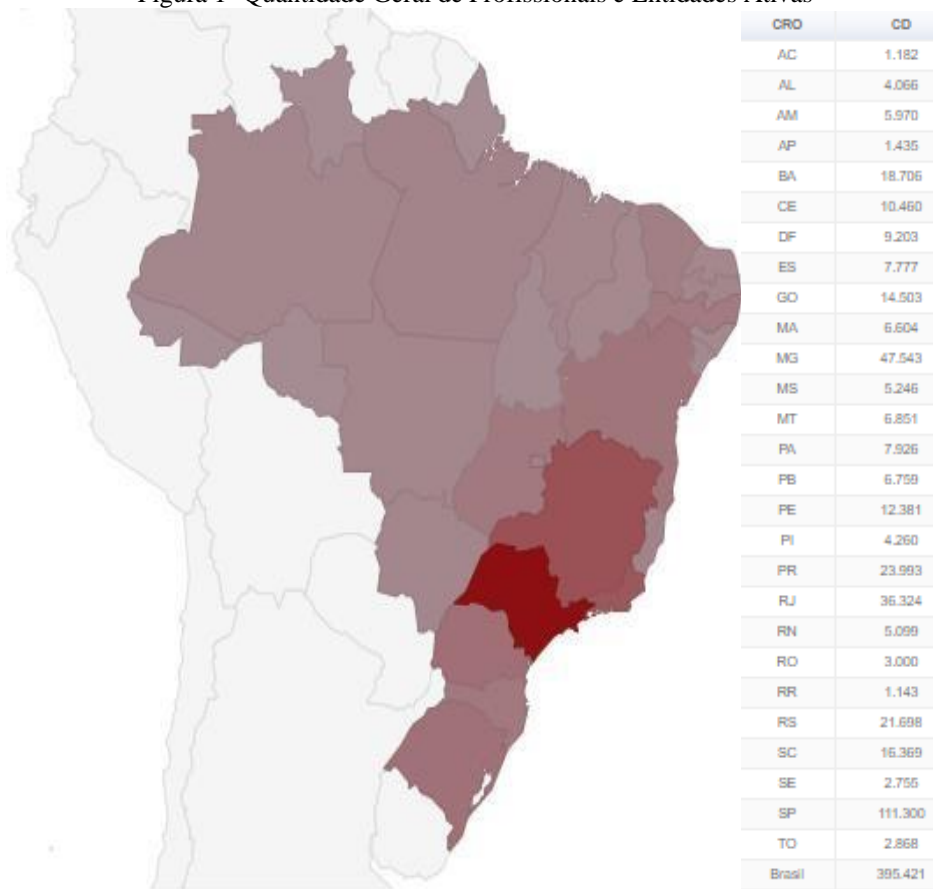 Figura 1- Quantidade Geral de Profissionais e Entidades Ativas
CRO CD
AC 1.182
AL 4.066
AM 5.970
AP 1.435
BA 18.706
CE 10.460
DF 9.203
ES 7.777
GO 14.503
MA 6.604
MG 47.543
MS 5.246
MT 6.851
PA 7.926
PB 6.759
PE 12.381
PI 4.260
PR 23.993
RJ 36.324
RN 5.099
RO 3.000
RR 1.143
RS 21.698
SC 16.369
SE 2.755
SP 111.300
TO 2.868
Brasil 395.421